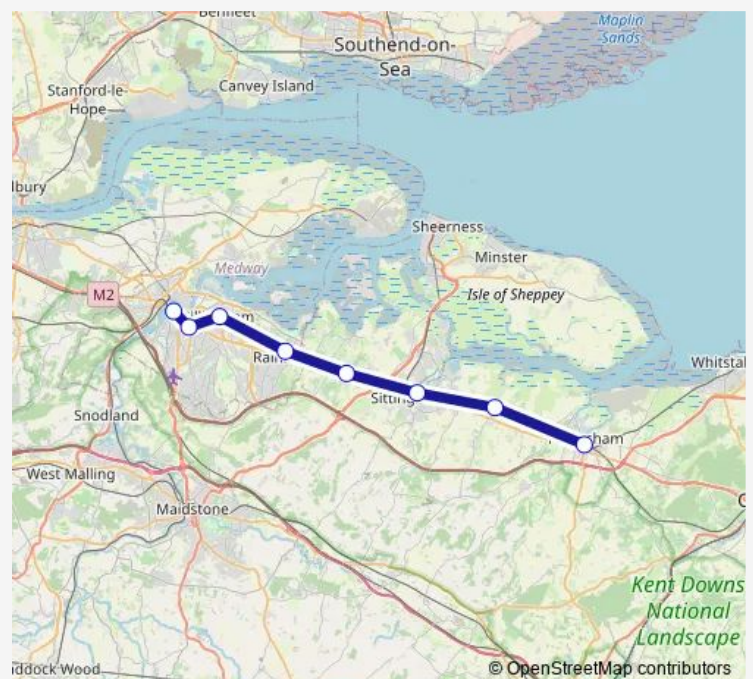 Benfleet
Maplin
Sands
Southend-on-
Sea
Stanford-le-
Hope
Canvey Island
lbury
Sheerness
Medway
Minster
M2
Isle of Sheppey
Rain
Whitstal
Sitting
sham
Snodland
West Malling
Maidstone
Kent Downs
National
Landscape
ddock Wood
© OpenStreetMap contributors